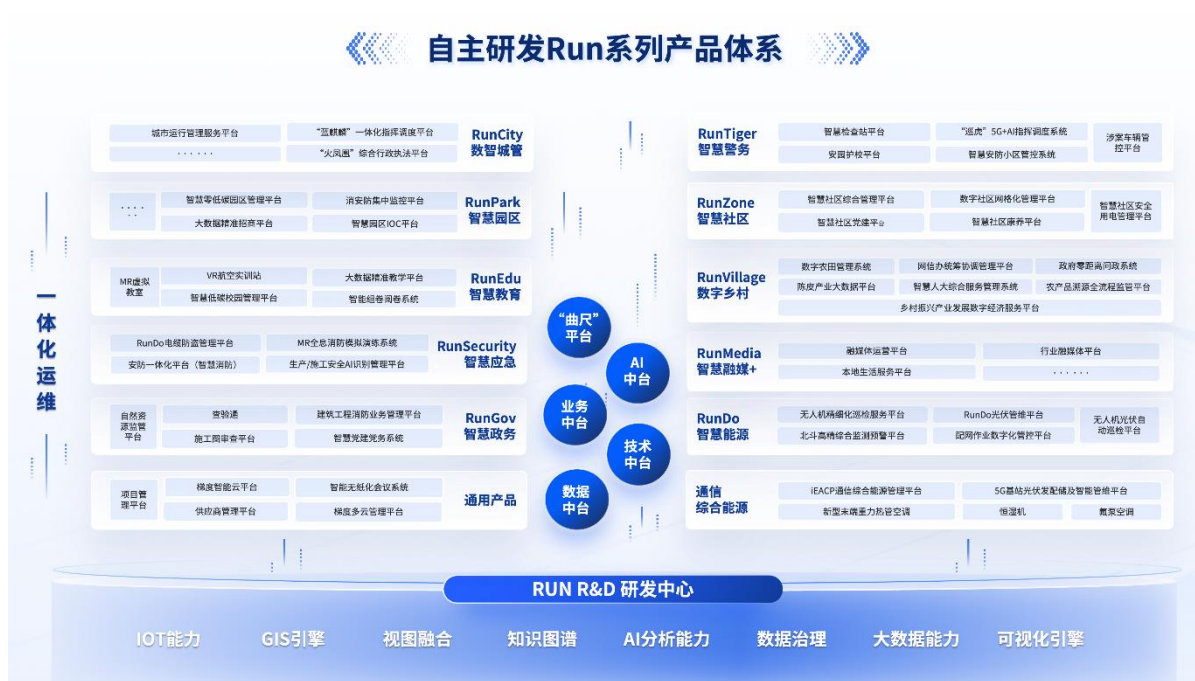 自主研发Run系列产品体系
一体化运维
城市运行管理服务平台
“蓝麒麟”一体化指挥调度平台
······
“火凤凰”综合行政执法平台
RunCity
数智城管
······
智慧零低碳园区管理平台
消安防集中监控平台
大数据精准招商平台
智慧园区IOC平台
RunPark
智慧园区
MR虚拟
教室
VR航空实训站
大数据精准教学平台
智慧低碳校园管理平台
智能组卷阅卷系统
RunEdu
智慧教育
RunDo电缆防盗管理平台
MR全息消防模拟演练系统
安防一体化平台（智慧消防）
生产/施工安全AI识别管理平台
RunSecurity
智慧应急
自然资
源监管
平台
查验通
建筑工程消防业务管理平台
施工图审查平台
智慧党建党务系统
RunGov
智慧政务
项目管
理平台
梯度智能云平台
智能无纸化会议系统
供应商管理平台
梯度多云管理平台
通用产品
“曲尺”
平台
AI
中台
业务
中台
技术
中台
数据
中台
RunTiger
智慧警务
智慧检查站平台
“巡虎”5G+AI指挥调度系统
安园护校平台
智慧安防小区管控系统
涉案车辆管
控平台
RunZone
智慧社区
智慧社区综合管理平台
数字社区网格化管理平台
智慧社区党建平台
智慧社区康养平台
智慧社区安全
用电管理平台
RunVillage
数字乡村
数字农田管理系统
网信办统筹协调管理平台
政府零距离问政系统
陈皮产业大数据平台
智慧人大综合服务管理系统
农产品溯源全流程监管平台
乡村振兴产业发展数字经济服务平台
RunMedia
智慧融媒+
融媒体运营平台
行业融媒体平台
本地生活服务平台
······
RunDo
智慧能源
无人机精细化巡检服务平台
RunDo光伏管维平台
北斗高精综合监测预警平台
配网作业数字化管控平台
无人机光伏自
动巡检平台
通信
综合能源
iEACP通信综合能源管理平台
5G基站光伏发配储及智能管维平台
新型末端重力热管空调
恒湿机
氟泵空调
RUN R&D 研发中心
IOT能力
GIS引擎
视图融合
知识图谱
AI分析能力
数据治理
大数据能力
可视化引擎